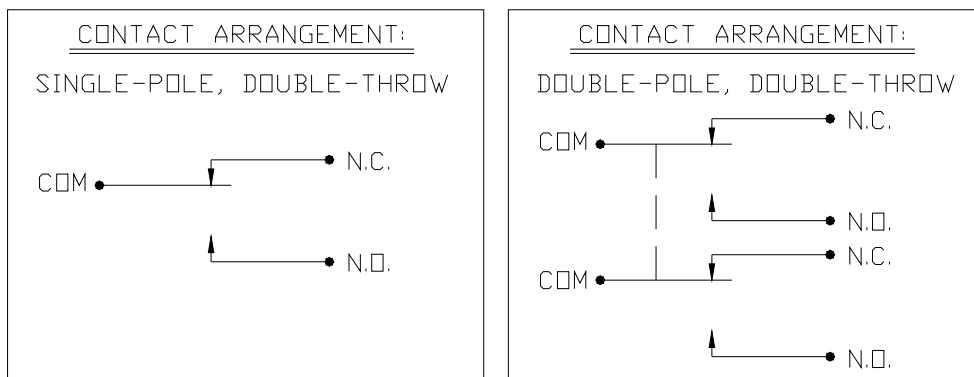 CONTACT ARRANGEMENT:
SINGLE-POLE, DOUBLE-THROW
N.C.
COM
N.O.
CONTACT ARRANGEMENT:
DOUBLE-POLE, DOUBLE-THROW
N.C.
COM
N.O.
N.C.
COM
N.O.